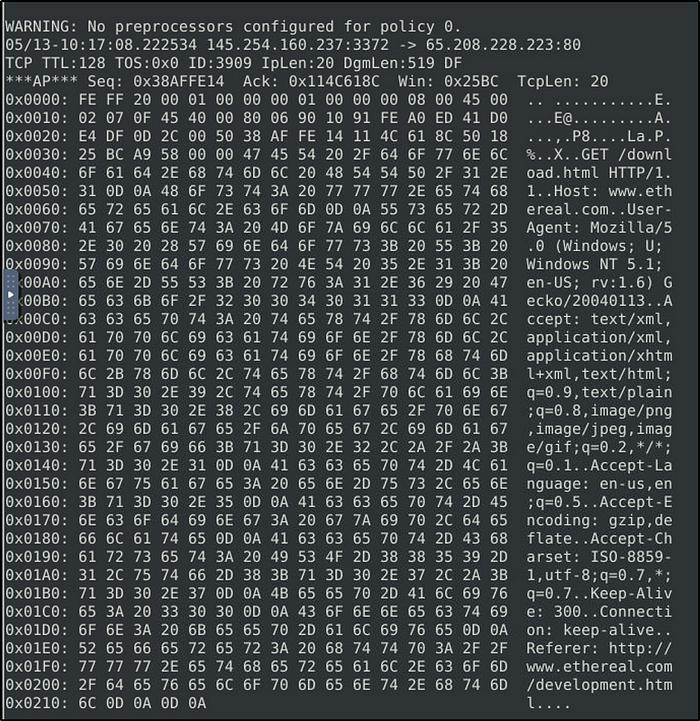 WARNING: No preprocessors configured for policy 0.
05/13-10:17:08.222534 145.254.160.237:3372 -> 65.208.228.223:80
TCP TTL:128 TOS:0x0 ID:3909 IpLen:20 DgmLen:519 DF
***AP*** Seq: 0x38AFFE14  Ack: 0x114C618C  Win: 0x25BC  TcpLen: 20
0x0000: FE FF 20 00 01 00 00 00 01 00 00 00 08 00 45 00  .. ...........E.
0x0010: 02 07 0F 45 40 00 80 06 90 10 91 FE A0 ED 41 D0  ...E@.........A.
0x0020: E4 DF 0D 2C 00 50 38 AF FE 14 11 4C 61 8C 50 18  ...,.P8....La.P.
0x0030: 25 BC A9 58 00 00 47 45 54 20 2F 64 6F 77 6E 6C  %..X..GET /downl
0x0040: 6F 61 64 2E 68 74 6D 6C 20 48 54 54 50 2F 31 2E  oad.html HTTP/1.
0x0050: 31 0D 0A 48 6F 73 74 3A 20 77 77 77 2E 65 74 68  1..Host: www.eth
0x0060: 65 72 65 61 6C 2E 63 6F 6D 0D 0A 55 73 65 72 2D  ereal.com..User-
0x0070: 41 67 65 6E 74 3A 20 4D 6F 7A 69 6C 6C 61 2F 35  Agent: Mozilla/5
0x0080: 2E 30 20 28 57 69 6E 64 6F 77 73 3B 20 55 3B 20  .0 (Windows; U;
0x0090: 57 69 6E 64 6F 77 73 20 4E 54 20 35 2E 31 3B 20  Windows NT 5.1;
00A0: 65 6E 2D 55 53 3B 20 72 76 3A 31 2E 36 29 20 47  en-US; rv:1.6) G
00B0: 65 63 6B 6F 2F 32 30 30 34 30 31 31 33 0D 0A 41  ecko/20040113..A
00C0: 63 63 65 70 74 3A 20 74 65 78 74 2F 78 6D 6C 2C  ccept: text/xml,
0x00D0: 61 70 70 6C 69 63 61 74 69 6F 6E 2F 78 6D 6C 2C  application/xml,
0x00E0: 61 70 70 6C 69 63 61 74 69 6F 6E 2F 78 68 74 6D  application/xhtm
0x00F0: 6C 2B 78 6D 6C 2C 74 65 78 74 2F 68 74 6D 6C 3B  l+xml,text/html;
0x0100: 71 3D 30 2E 39 2C 74 65 78 74 2F 70 6C 61 69 6E  q=0.9,text/plain
0x0110: 3B 71 3D 30 2E 38 2C 69 6D 61 67 65 2F 70 6E 67  ;q=0.8,image/png
0x0120: 2C 69 6D 61 67 65 2F 6A 70 65 67 2C 69 6D 61 67  ,image/jpeg,imag
0x0130: 65 2F 67 69 66 3B 71 3D 30 2E 32 2C 2A 2F 2A 3B  e/gif;q=0.2,*/*;
0x0140: 71 3D 30 2E 31 0D 0A 41 63 63 65 70 74 2D 4C 61  q=0.1..Accept-La
0x0150: 6E 67 75 61 67 65 3A 20 65 6E 2D 75 73 2C 65 6E  nguage: en-us,en
0x0160: 3B 71 3D 30 2E 35 0D 0A 41 63 63 65 70 74 2D 45  ;q=0.5..Accept-E
0x0170: 6E 63 6F 64 69 6E 67 3A 20 67 7A 69 70 2C 64 65  ncoding: gzip,de
0x0180: 66 6C 61 74 65 0D 0A 41 63 63 65 70 74 2D 43 68  flate..Accept-Ch
0x0190: 61 72 73 65 74 3A 20 49 53 4F 2D 38 38 35 39 2D  arset: ISO-8859-
0x01A0: 31 2C 75 74 66 2D 38 3B 71 3D 30 2E 37 2C 2A 3B  1,utf-8;q=0.7,*;
0x01B0: 71 3D 30 2E 37 0D 0A 4B 65 65 70 2D 41 6C 69 76  q=0.7..Keep-Aliv
0x01C0: 65 3A 20 33 30 30 0D 0A 43 6F 6E 6E 65 63 74 69  e: 300..Connecti
0x01D0: 6F 6E 3A 20 6B 65 65 70 2D 61 6C 69 76 65 0D 0A  on: keep-alive..
0x01E0: 52 65 66 65 72 65 72 3A 20 68 74 74 70 3A 2F 2F  Referer: http://
0x01F0: 77 77 77 2E 65 74 68 65 72 65 61 6C 2E 63 6F 6D  www.ethereal.com
0x0200: 2F 64 65 76 65 6C 6F 70 6D 65 6E 74 2E 68 74 6D  /development.htm
0x0210: 6C 0D 0A 0D 0A  l....